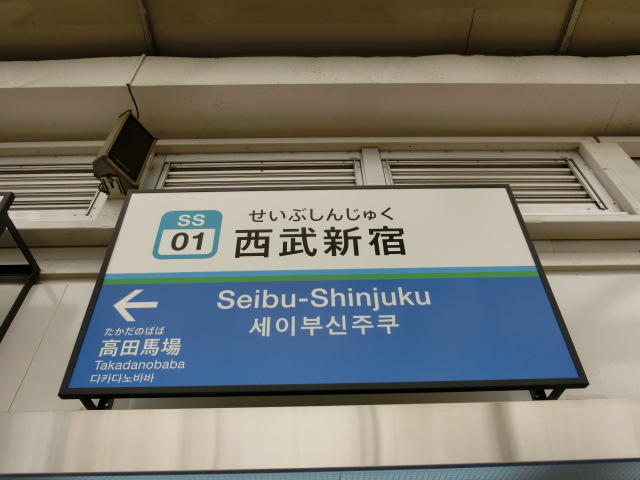 SS
01
せいぶしんじゅく
西武新宿
Seibu-Shinjuku
세이부신주쿠
←
たかだのばば
高田馬場
Takadanobaba
다카다노바바